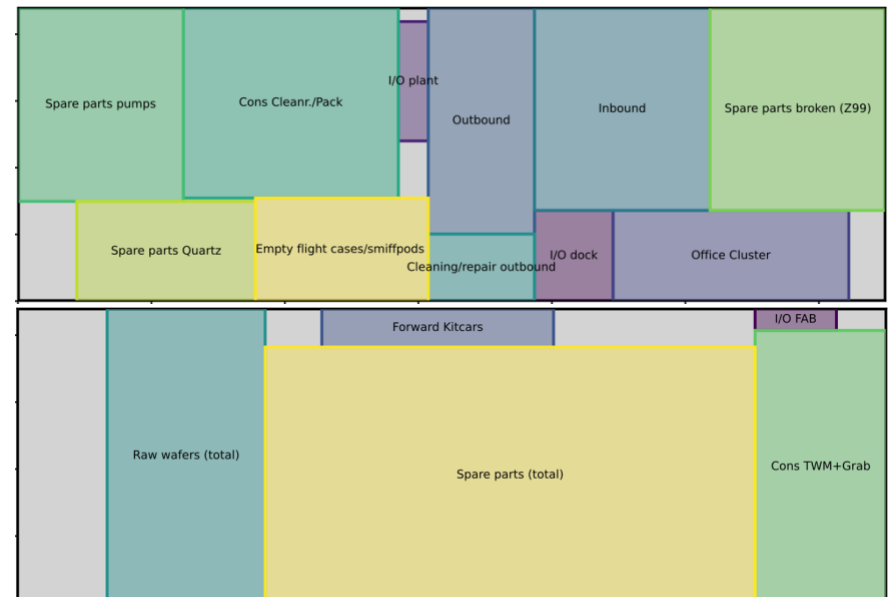 Spare parts pumps
Cons Cleanr./Pack
I/O plant
Outbound
Inbound
Spare parts broken (Z99)
Spare parts Quartz
Empty flight cases/smiffpods
Cleaning/repair outbound
I/O dock
Office Cluster
I/O FAB
Forward Kitcars
Raw wafers (total)
Spare parts (total)
Cons TWM+Grab